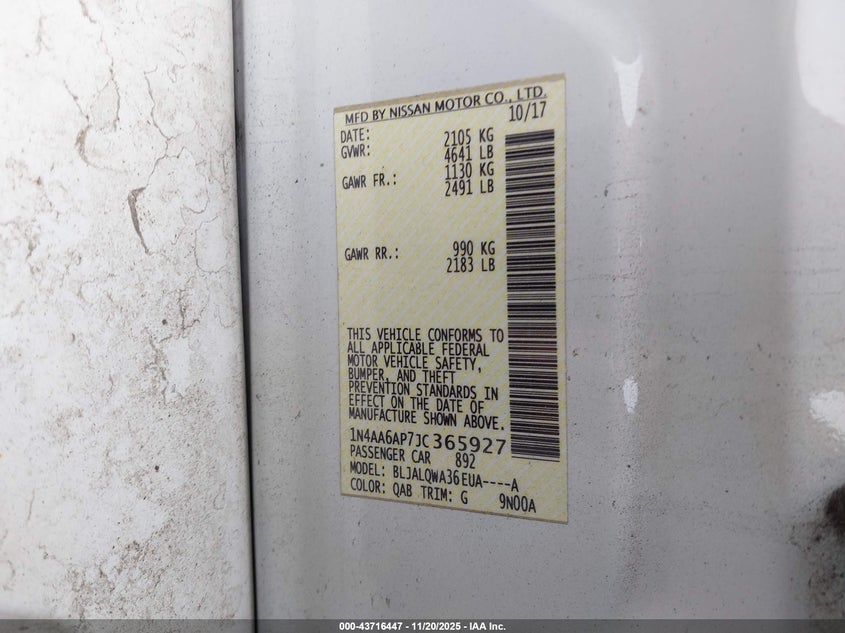 MFD BY NISSAN MOTOR CO., LTD.
10/17
DATE:
GVWR: 2105 KG
4641 LB
GAWR FR.: 1130 KG
2491 LB
GAWR RR.: 990 KG
2183 LB
THIS VEHICLE CONFORMS TO
ALL APPLICABLE FEDERAL
MOTOR VEHICLE SAFETY,
BUMPER, AND THEFT
PREVENTION STANDARDS IN
EFFECT ON THE DATE OF
MANUFACTURE SHOWN ABOVE.
1N4AA6AP7JC365927
PASSENGER CAR 892
MODEL: BLJALQWA36EUA----A
COLOR: QAB TRIM: G 9N00A
000-43716447 - 11/20/2025 - IAA Inc.